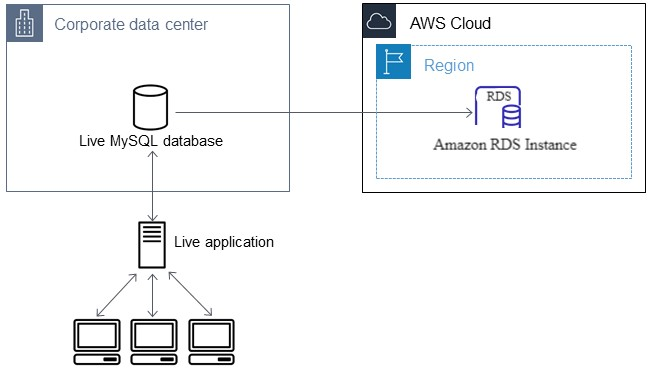 Corporate data center
AWS Cloud
Region
RDS
Live MySQL database
Amazon RDS Instance
Live application